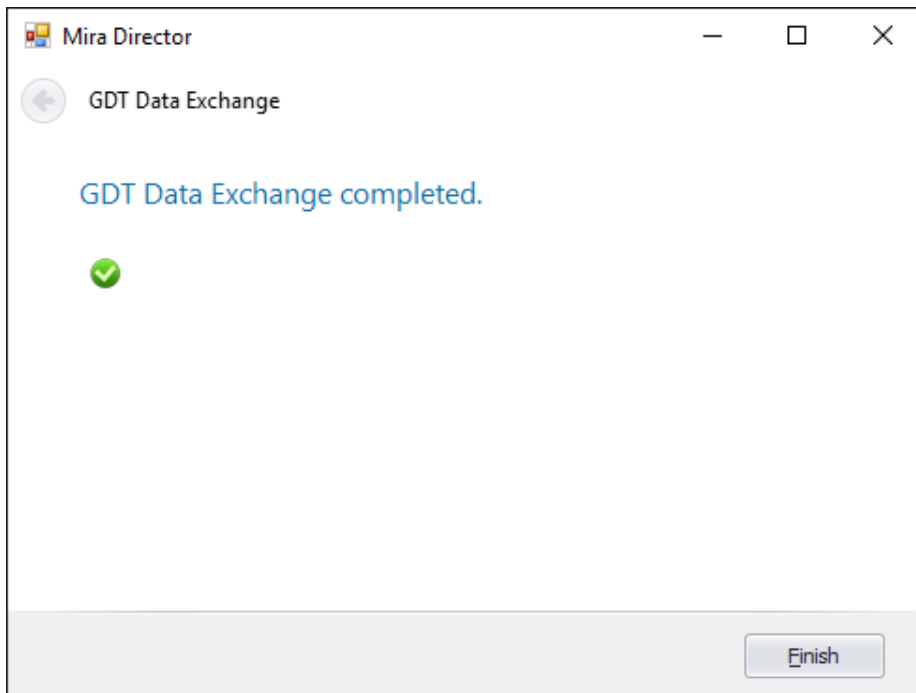 Mira Director
GDT Data Exchange
GDT Data Exchange completed.
Finish